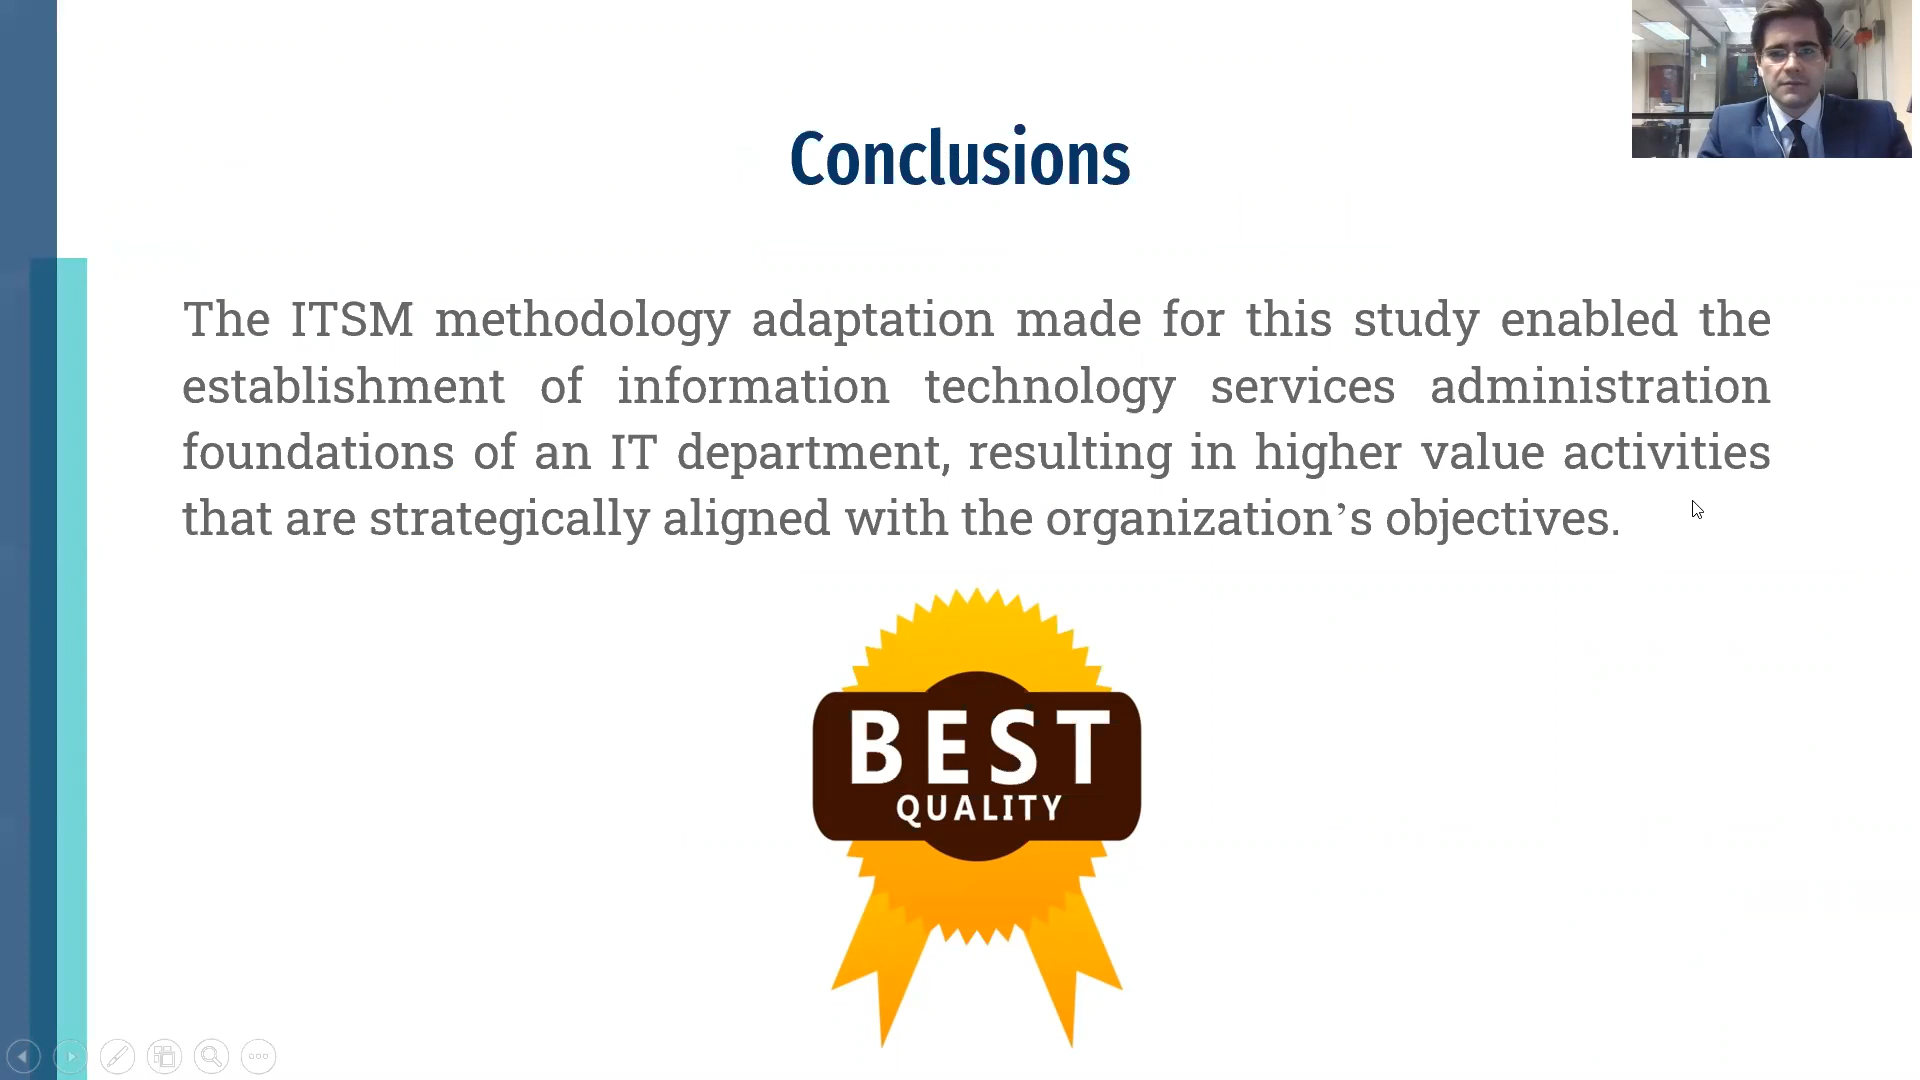 Conclusions
The ITSM methodology adaptation made for this study enabled the
establishment of information technology services administration
foundations of an IT department, resulting in higher value activities
that are strategically aligned with the organization’s objectives.
BEST
QUALITY